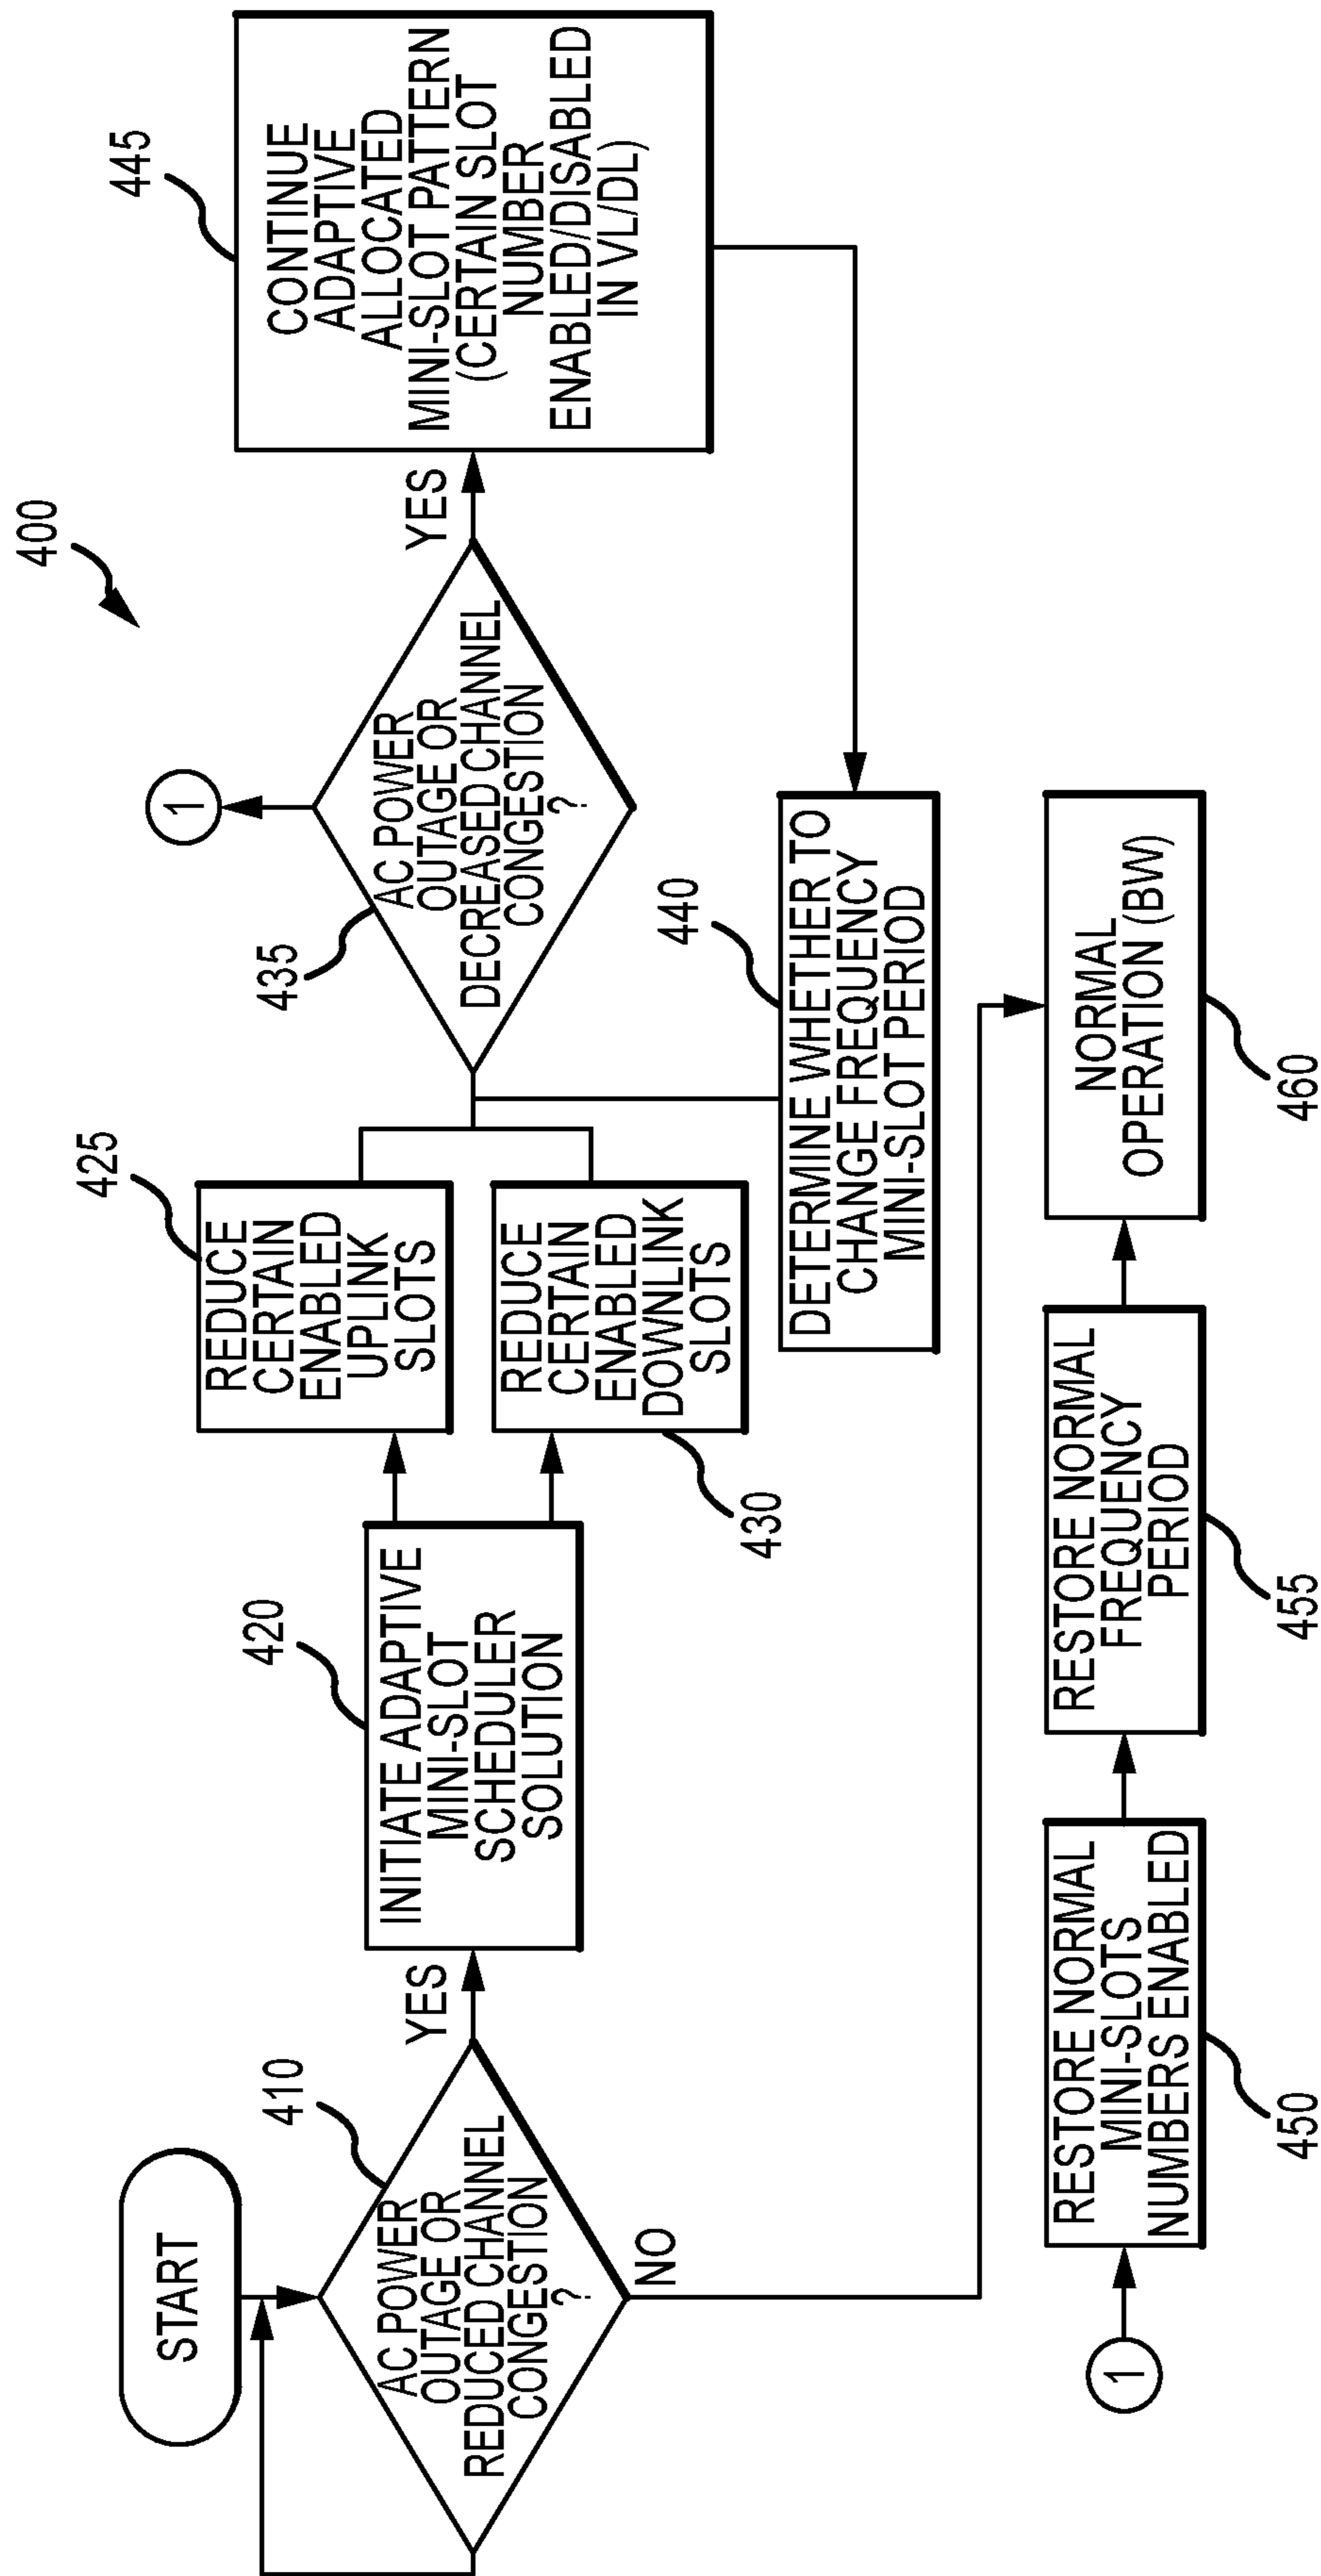 400
START
410
AC POWER
OUTAGE OR
REDUCED CHANNEL
CONGESTION
?
YES
NO
420
INITIATE ADAPTIVE
MINI-SLOT
SCHEDULER
SOLUTION
425
REDUCE
CERTAIN
ENABLED
UPLINK
SLOTS
REDUCE
CERTAIN
ENABLED
DOWNLINK
SLOTS
430
435
1
AC POWER
OUTAGE OR
DECREASED CHANNEL
CONGESTION
?
YES
445
CONTINUE
ADAPTIVE
ALLOCATED
MINI-SLOT PATTERN
(CERTAIN SLOT
NUMBER
ENABLED/DISABLED
IN VL/DL)
440
DETERMINE WHETHER TO
CHANGE FREQUENCY
MINI-SLOT PERIOD
1
RESTORE NORMAL
MINI-SLOTS
NUMBERS ENABLED
450
RESTORE NORMAL
FREQUENCY
PERIOD
455
NORMAL
OPERATION (BW)
460